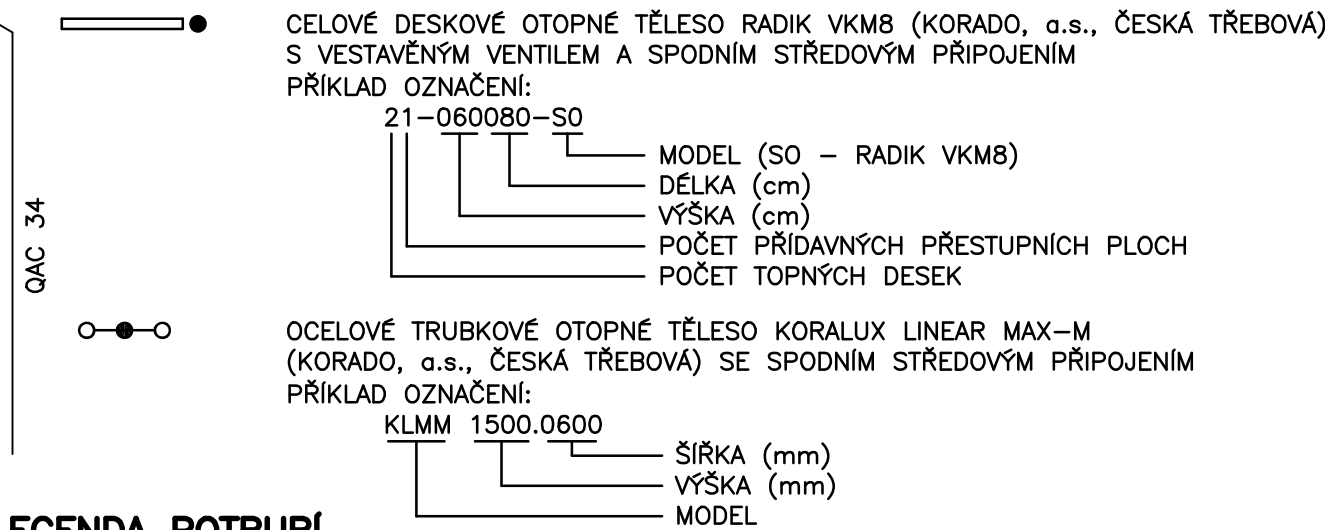 CELOVÉ DESKOVÉ OTOPNÉ TĚLESO RADIK VKM8 (KORADO, a.s., ČESKÁ TŘEBOVÁ)
S VESTAVĚNÝM VENTILEM A SPODNÍM STŘEDOVÝM PŘIPOJENÍM
PŘÍKLAD OZNAČENÍ:
21-060080-S0
MODEL (SO - RADIK VKM8)
DÉLKA (cm)
VÝŠKA (cm)
POČET PŘÍDAVNÝCH PŘESTUPNÍCH PLOCH
POČET TOPNÝCH DESEK
QAC 34
OCELOVÉ TRUBKOVÉ OTOPNÉ TĚLESO KORALUX LINEAR MAX-M
(KORADO, a.s., ČESKÁ TŘEBOVÁ) SE SPODNÍM STŘEDOVÝM PŘIPOJENÍM
PŘÍKLAD OZNAČENÍ:
KLMM 1500.0600
ŠÍŘKA (mm)
VÝŠKA (mm)
MODEL
EGENDA POTRUBÍ